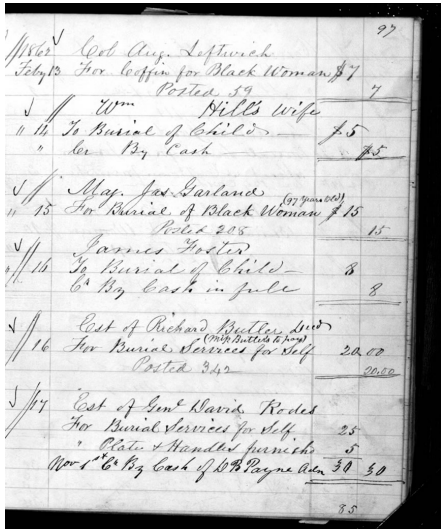 97
1862 Col Aug. Leftwich
Feby 13 For Coffin for Black Woman $7
Posted 59 7
Wm Hill's Wife
" 14 To Burial of Child — $5
" Cr By Cash $5
Maj. Jas Garland
(97 Years Old)
" 15 For Burial of Black Woman $15
Posted 208 15
James Foster
" 16 To Burial of Child — 8
Cr By Cash in full 8
Est of Richard Butler Decd
(Miss Butlers to pay)
16 For Burial Services for Self 20.00
Posted 342 20.00
17 Est of Genl David Rodes
For Burial Services for Self 25
" Plate & Handles furnishd 5
Nov 1st Cr By Cash of D B Payne Adm 30 30
85